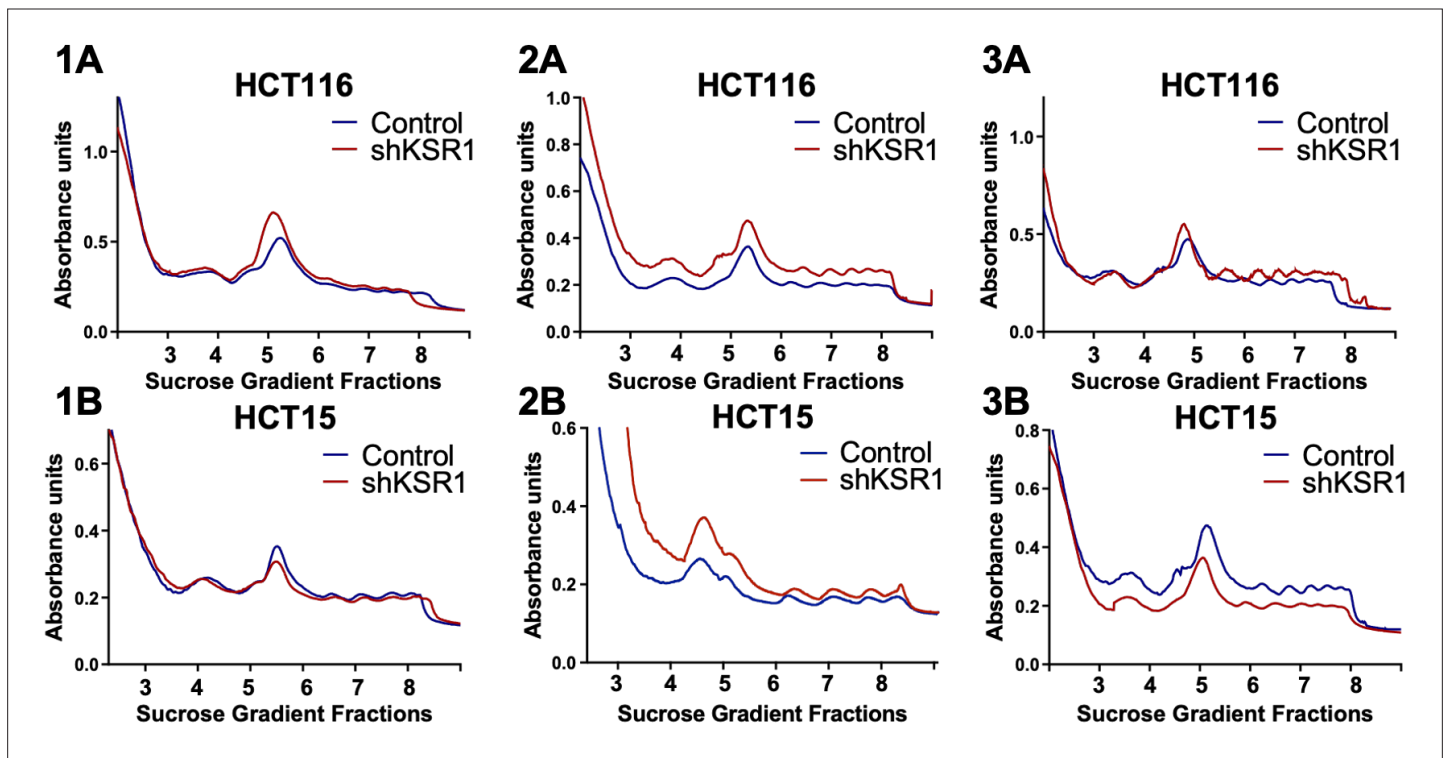 1A
HCT116
Control
shKSR1
Absorbance units
1.0
0.5
0.0
3 4 5 6 7 8
Sucrose Gradient Fractions
2A
HCT116
Control
shKSR1
Absorbance units
1.0
0.8
0.6
0.4
0.2
0.0
3 4 5 6 7 8
Sucrose Gradient Fractions
3A
HCT116
Control
shKSR1
Absorbance units
1.0
0.5
0.0
3 4 5 6 7 8
Sucrose Gradient Fractions
1B
HCT15
Control
shKSR1
Absorbance units
0.6
0.4
0.2
0.0
3 4 5 6 7 8
Sucrose Gradient Fractions
2B
HCT15
Control
shKSR1
Absorbance units
0.6
0.4
0.2
0.0
3 4 5 6 7 8
Sucrose Gradient Fractions
3B
HCT15
Control
shKSR1
Absorbance units
0.8
0.6
0.4
0.2
0.0
3 4 5 6 7 8
Sucrose Gradient Fractions